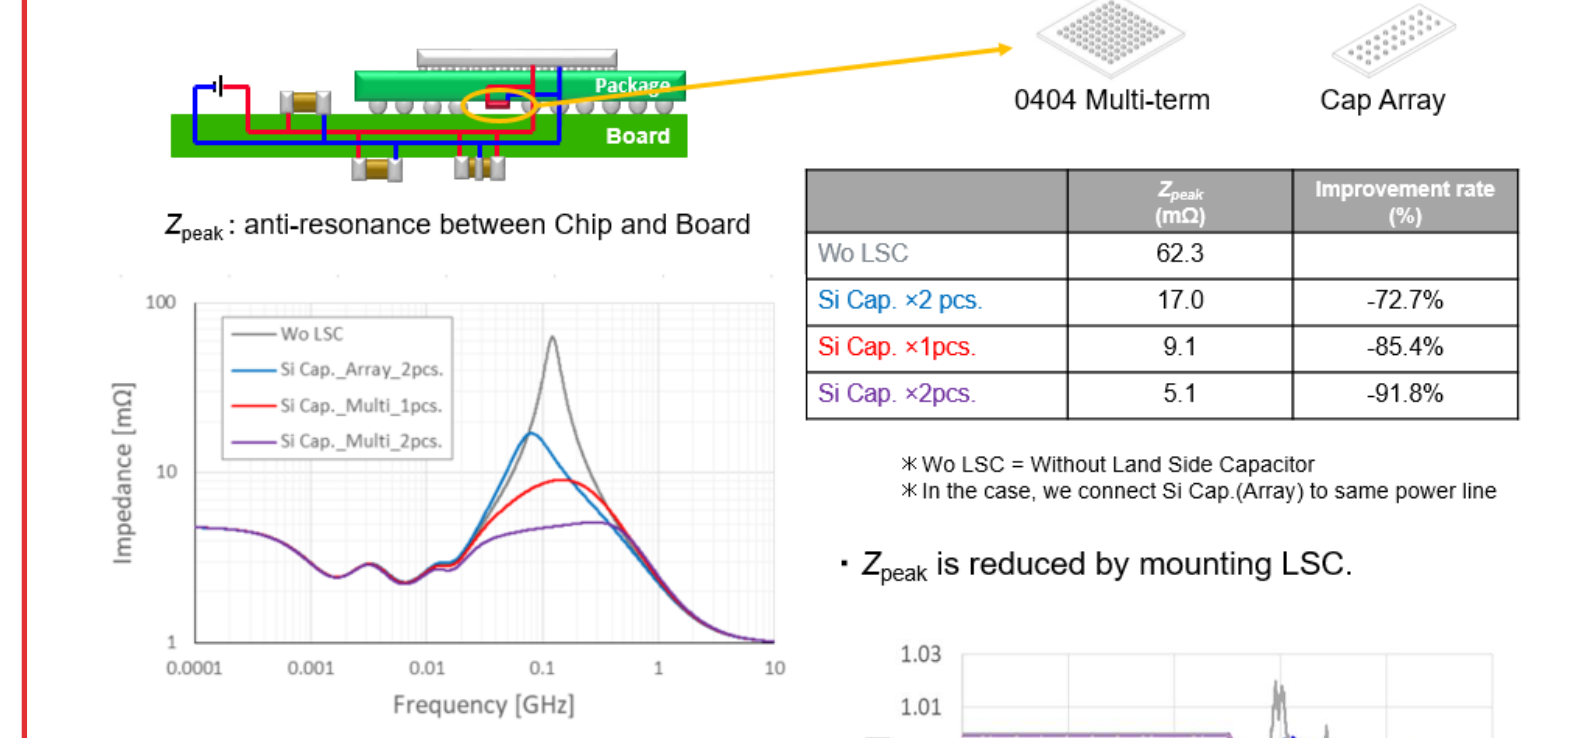 Package
Board
0404 Multi-term
Cap Array
Zpeak : anti-resonance between Chip and Board
Zpeak
(mΩ)
Improvement rate
(%)
Wo LSC 62.3
Si Cap. ×2 pcs. 17.0 -72.7%
Si Cap. ×1pcs. 9.1 -85.4%
Si Cap. ×2pcs. 5.1 -91.8%
100
10
1
Impedance [mΩ]
Wo LSC
Si Cap._Array_2pcs.
Si Cap._Multi_1pcs.
Si Cap._Multi_2pcs.
0.0001 0.001 0.01 0.1 1 10
Frequency [GHz]
＊Wo LSC = Without Land Side Capacitor
＊In the case, we connect Si Cap.(Array) to same power line
・Zpeak is reduced by mounting LSC.
1.03
1.01